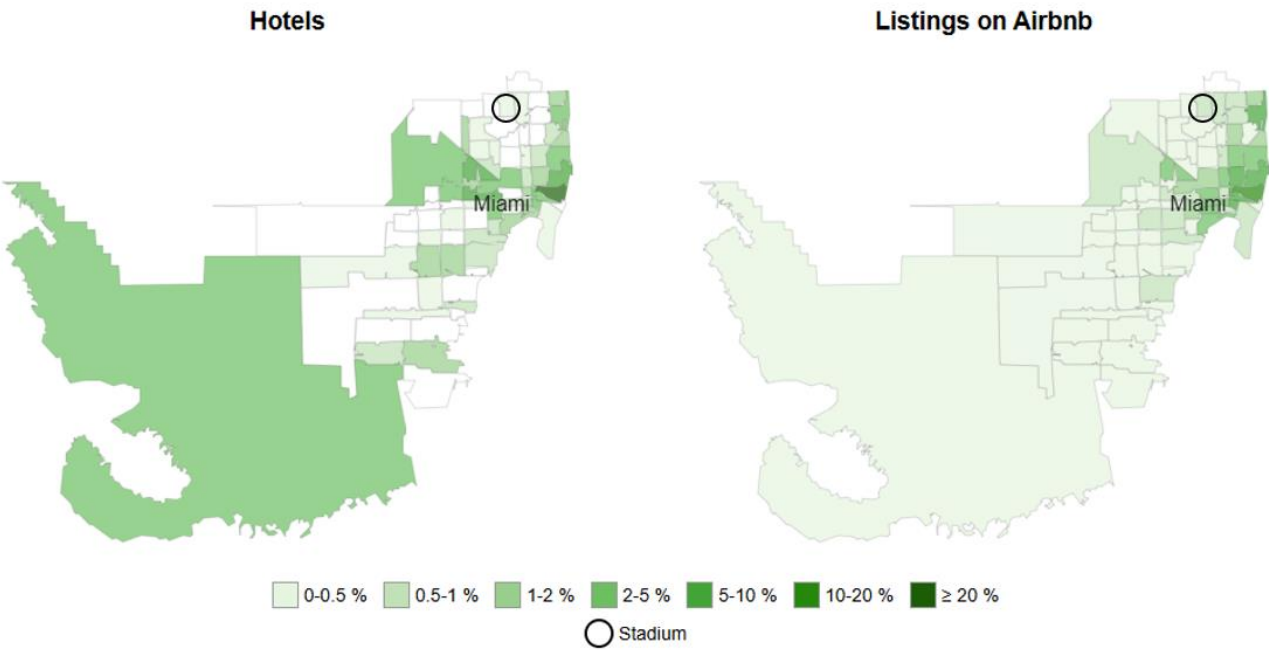 Hotels
Listings on Airbnb
Miami
Miami
0-0.5 %
0.5-1 %
1-2 %
2-5 %
5-10 %
10-20 %
≥ 20 %
Stadium